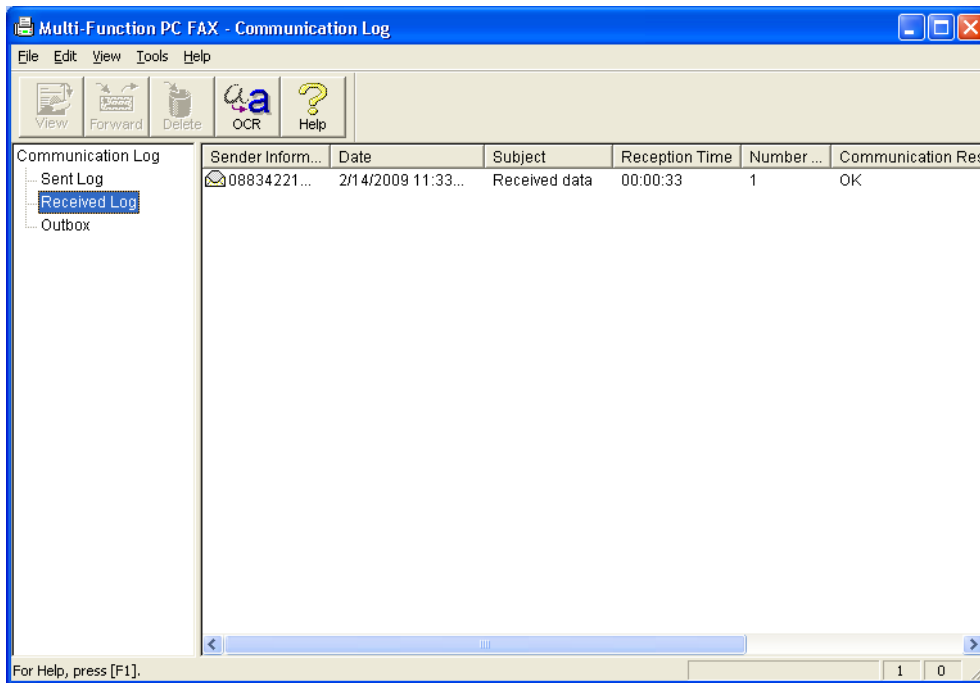 Multi-Function PC FAX - Communication Log
File Edit View Tools Help
View Forward Delete OCR Help
Communication Log
Sent Log
Received Log
Outbox
Sender Inform... Date Subject Reception Time Number ... Communication Res
08834221... 2/14/2009 11:33... Received data 00:00:33 1 OK
For Help, press [F1].
1 0